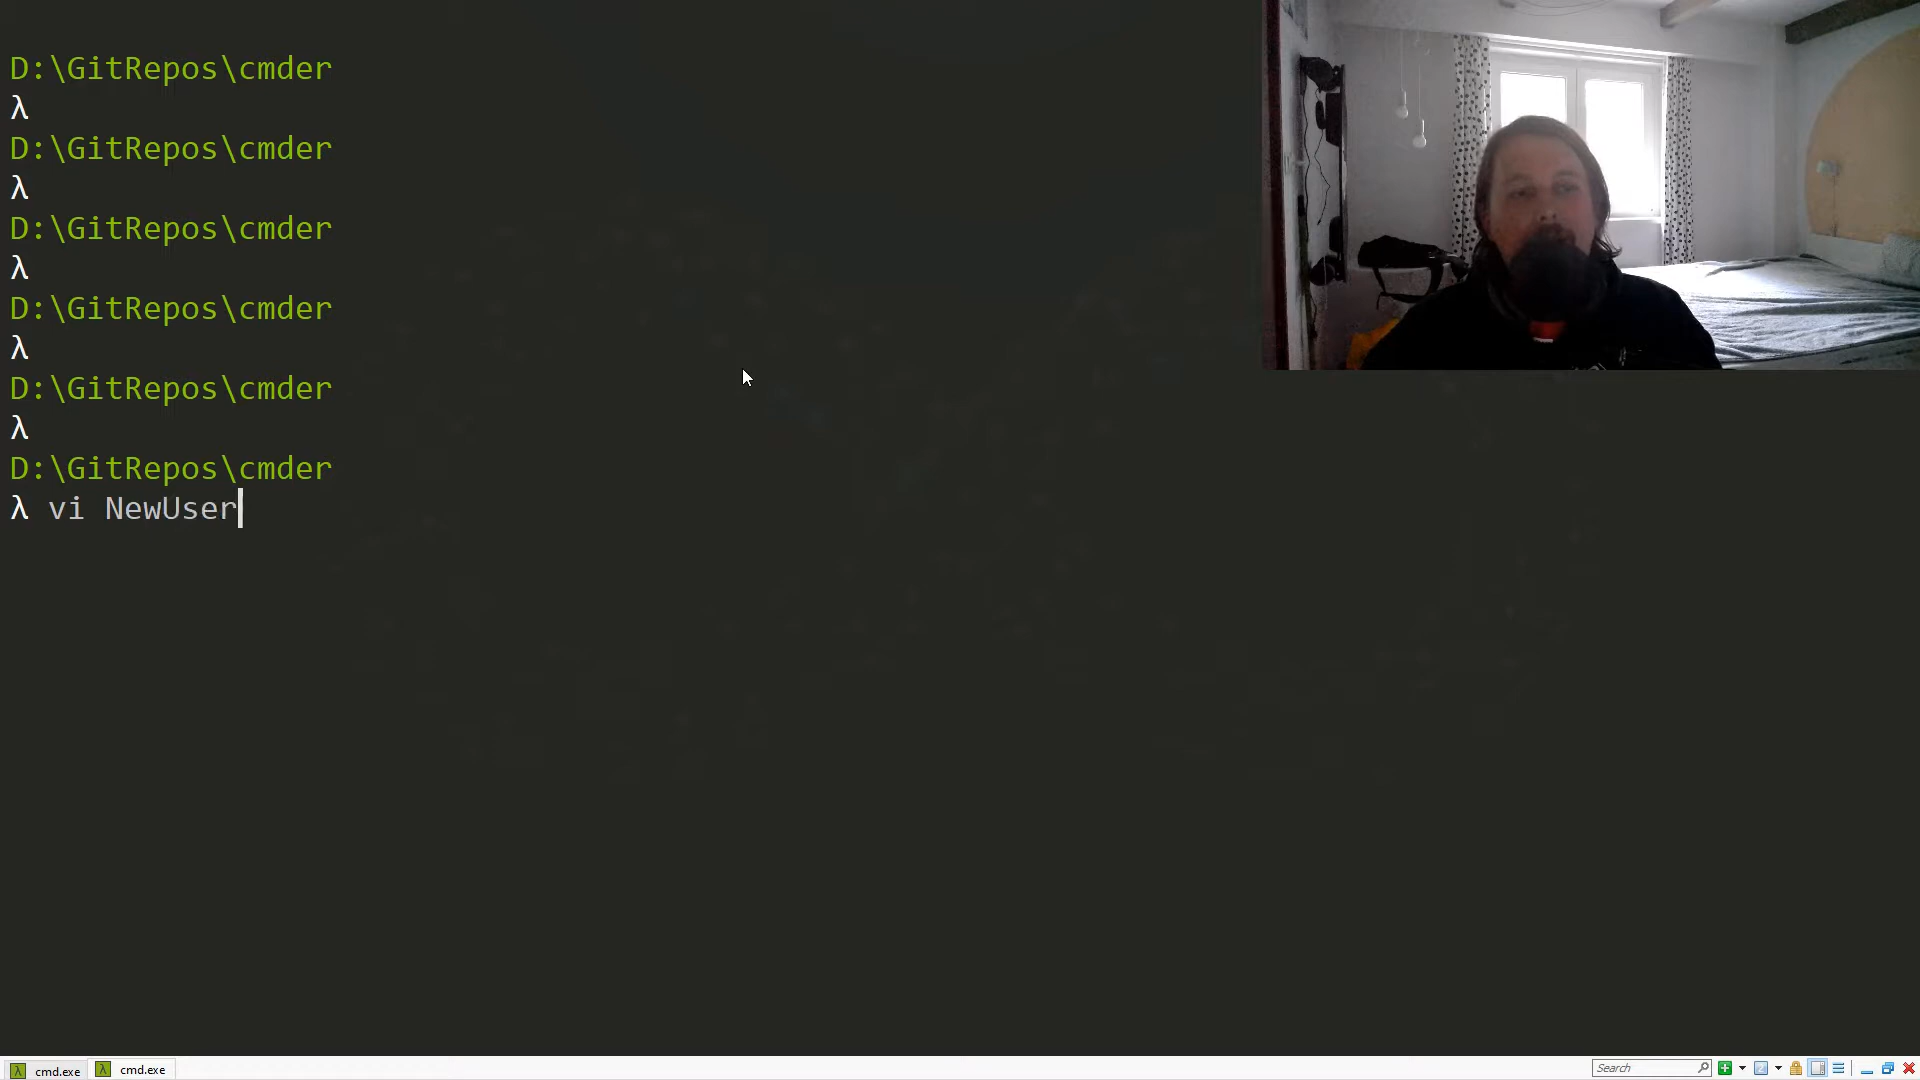 D:\GitRepos\cmder
λ
D:\GitRepos\cmder
λ
D:\GitRepos\cmder
λ
D:\GitRepos\cmder
λ
D:\GitRepos\cmder
λ
D:\GitRepos\cmder
λ vi NewUser
λ cmd.exe
λ cmd.exe
Search